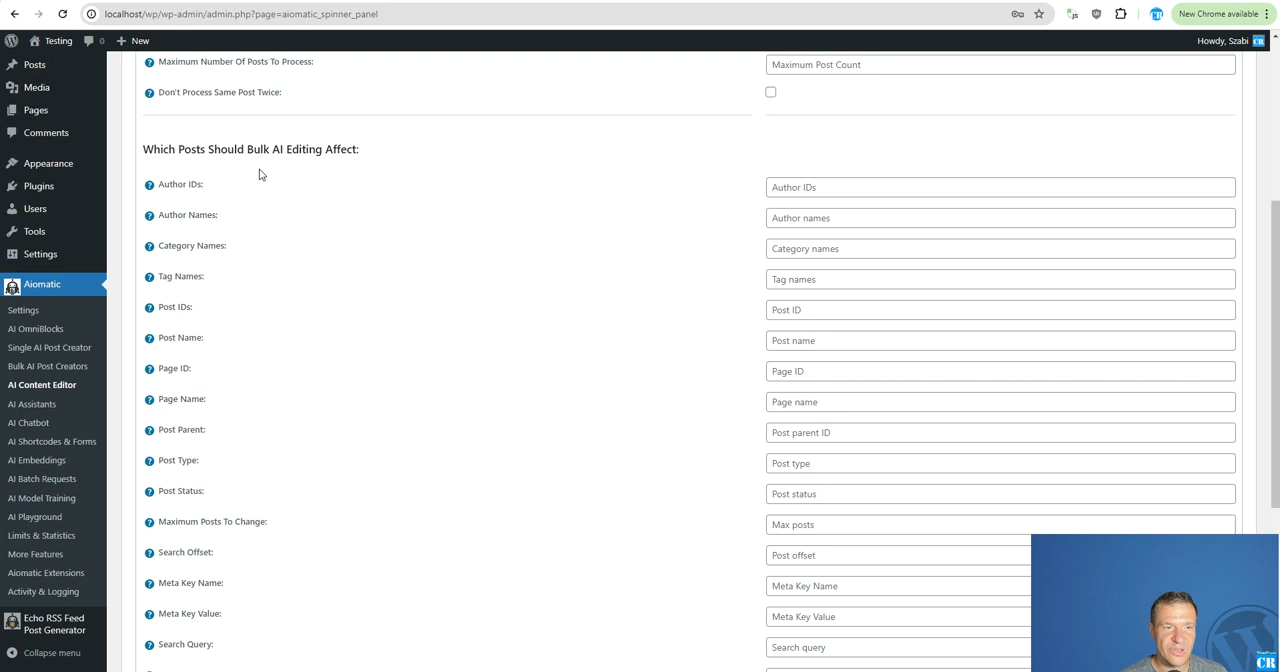 localhost/wp/wp-admin/admin.php?page=aiomatic_spinner_panel
New Chrome available
Testing
0
New
Howdy, Szabi
CR
Posts
Media
Pages
Comments
Appearance
Plugins
Users
Tools
Settings
Aiomatic
Settings
AI OmniBlocks
Single AI Post Creator
Bulk AI Post Creators
AI Content Editor
AI Assistants
AI Chatbot
AI Shortcodes & Forms
AI Embeddings
AI Batch Requests
AI Model Training
AI Playground
Limits & Statistics
More Features
Aiomatic Extensions
Activity & Logging
Echo RSS Feed
Post Generator
Collapse menu
Maximum Number Of Posts To Process:
Maximum Post Count
Don't Process Same Post Twice:
Which Posts Should Bulk AI Editing Affect:
Author IDs:
Author IDs
Author Names:
Author names
Category Names:
Category names
Tag Names:
Tag names
Post IDs:
Post ID
Post Name:
Post name
Page ID:
Page ID
Page Name:
Page name
Post Parent:
Post parent ID
Post Type:
Post type
Post Status:
Post status
Maximum Posts To Change:
Max posts
Search Offset:
Post offset
Meta Key Name:
Meta Key Name
Meta Key Value:
Meta Key Value
Search Query:
Search query
CR